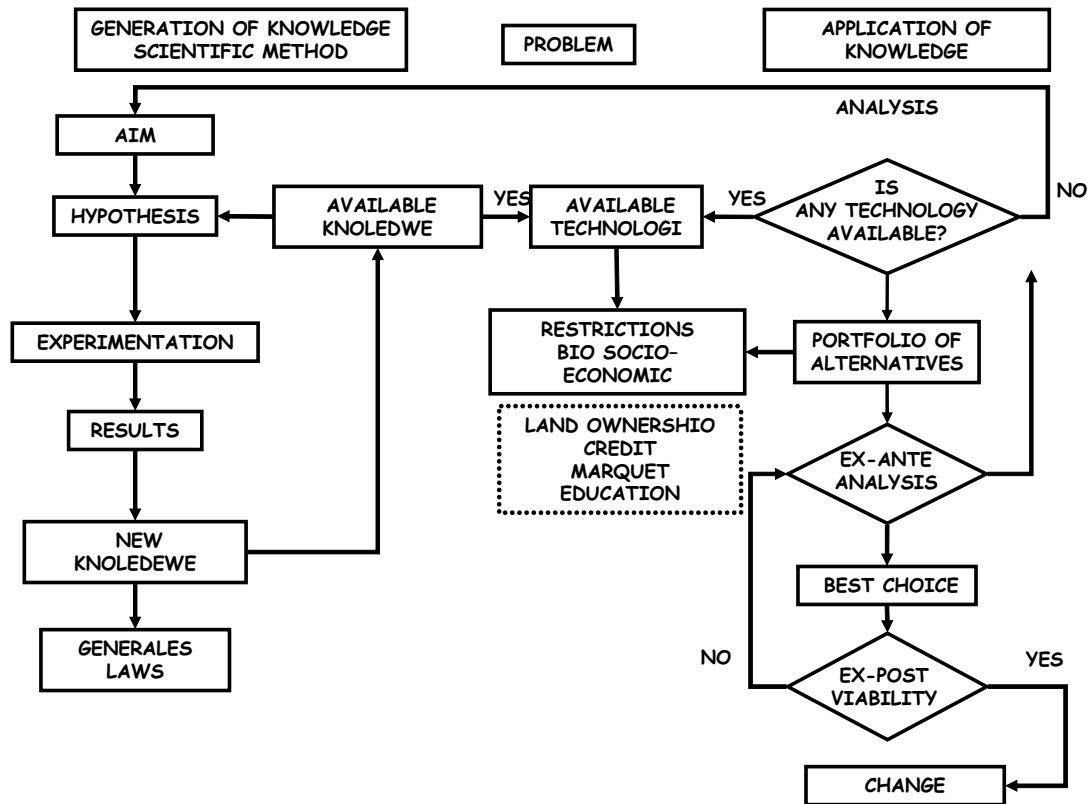 GENERATION OF KNOWLEDGE
SCIENTIFIC METHOD
PROBLEM
APPLICATION OF
KNOWLEDGE
ANALYSIS
AIM
NO
IS
ANY TECHNOLOGY
AVAILABLE?
YES
YES
HYPOTHESIS
AVAILABLE
KNOLEDWE
AVAILABLE
TECHNOLOGI
EXPERIMENTATION
RESTRICTIONS
BIO SOCIO-
ECONOMIC
PORTFOLIO OF
ALTERNATIVES
RESULTS
LAND OWNERSHIO
CREDIT
MARQUET
EDUCATION
EX-ANTE
ANALYSIS
NEW
KNOLEDEWE
BEST CHOICE
GENERALES
LAWS
NO
EX-POST
VIABILITY
YES
CHANGE